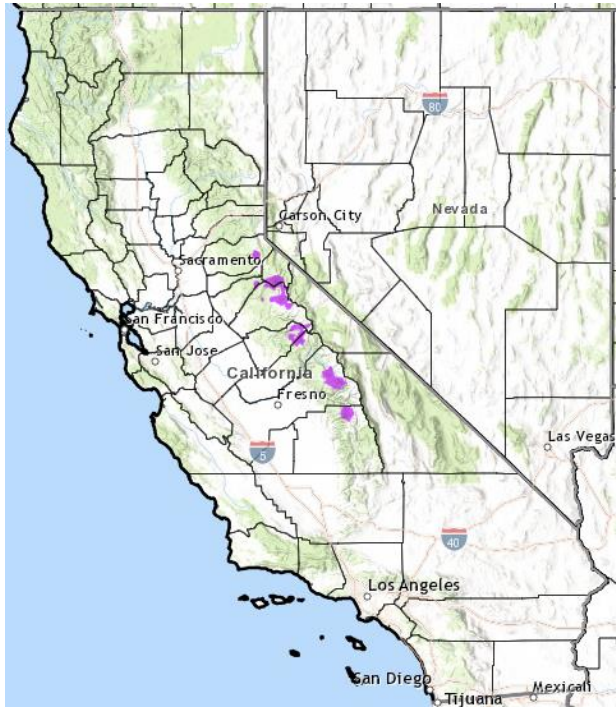 80
Carson City
Nevada
Sacramento
San Francisco
San Jose
California
Fresno
Las Vegas
5
40
Los Angeles
San Diego
Mexicali
Tijuana